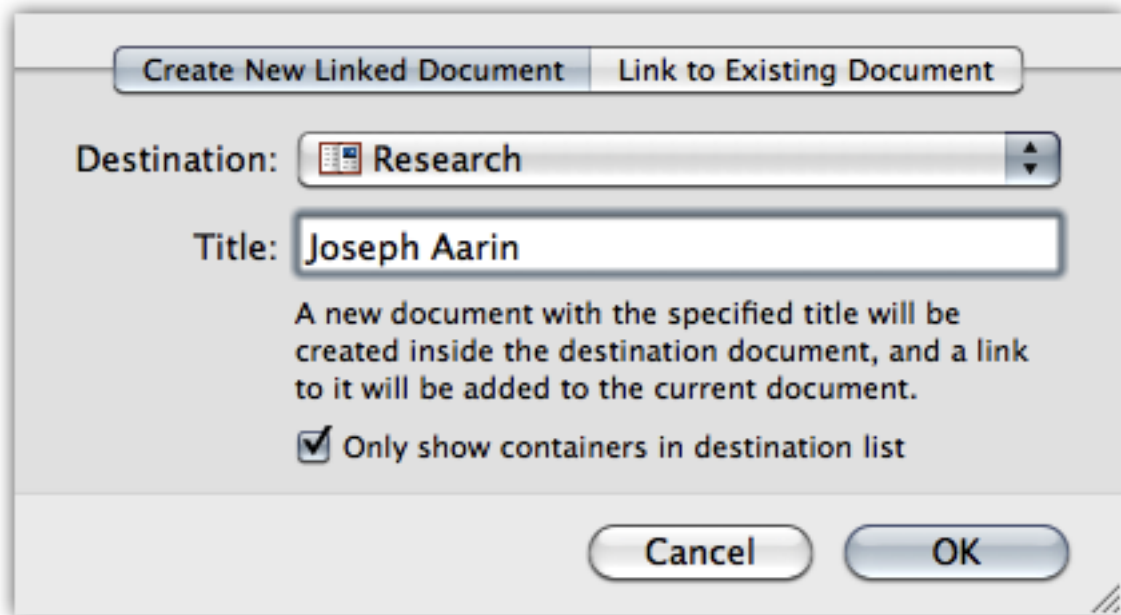 Create New Linked Document Link to Existing Document
Destination: Research
Title: Joseph Aarin
A new document with the specified title will be
created inside the destination document, and a link
to it will be added to the current document.
Only show containers in destination list
Cancel OK